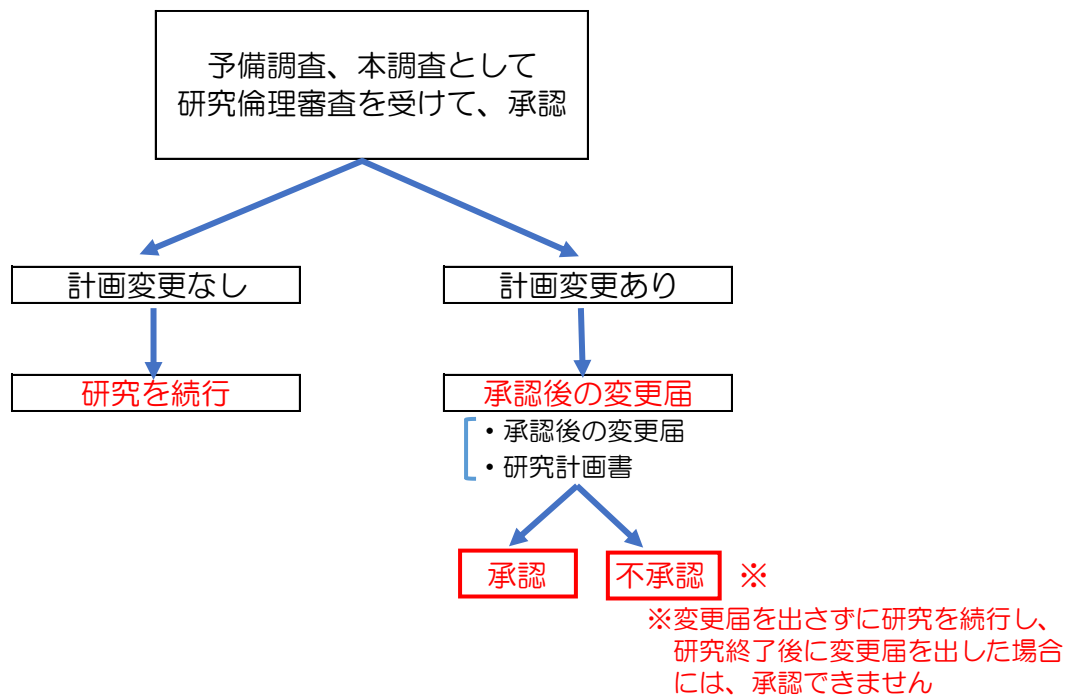 予備調査、本調査として
研究倫理審査を受けて、承認
計画変更なし
計画変更あり
研究を続行
承認後の変更届
・承認後の変更届
・研究計画書
承認
不承認 ※
※変更届を出さずに研究を続行し、
研究終了後に変更届を出した場合
には、承認できません